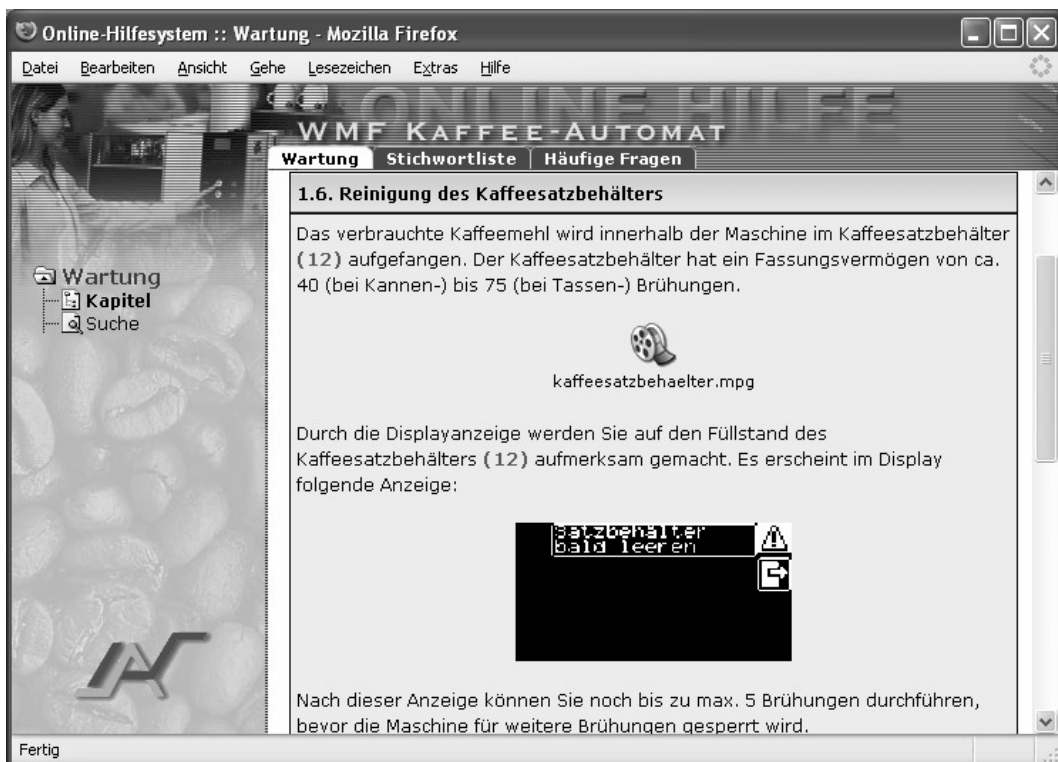 Online-Hilfesystem :: Wartung - Mozilla Firefox
Datei Bearbeiten Ansicht Gehe Lesezeichen Extras Hilfe
ONLINE HILFE
WMF KAFFEE-AUTOMAT
Wartung Stichwortliste Häufige Fragen
Wartung
Kapitel
Suche
1.6. Reinigung des Kaffeesatzbehälters
Das verbrauchte Kaffeemehl wird innerhalb der Maschine im Kaffeesatzbehälter
(12) aufgefangen. Der Kaffeesatzbehälter hat ein Fassungsvermögen von ca.
40 (bei Kannen-) bis 75 (bei Tassen-) Brühungen.
kaffeesatzbehaelter.mpg
Durch die Displayanzeige werden Sie auf den Füllstand des
Kaffeesatzbehälters (12) aufmerksam gemacht. Es erscheint im Display
folgende Anzeige:
Satzbehälter
bald leeren
Nach dieser Anzeige können Sie noch bis zu max. 5 Brühungen durchführen,
bevor die Maschine für weitere Brühungen gesperrt wird.
Fertig